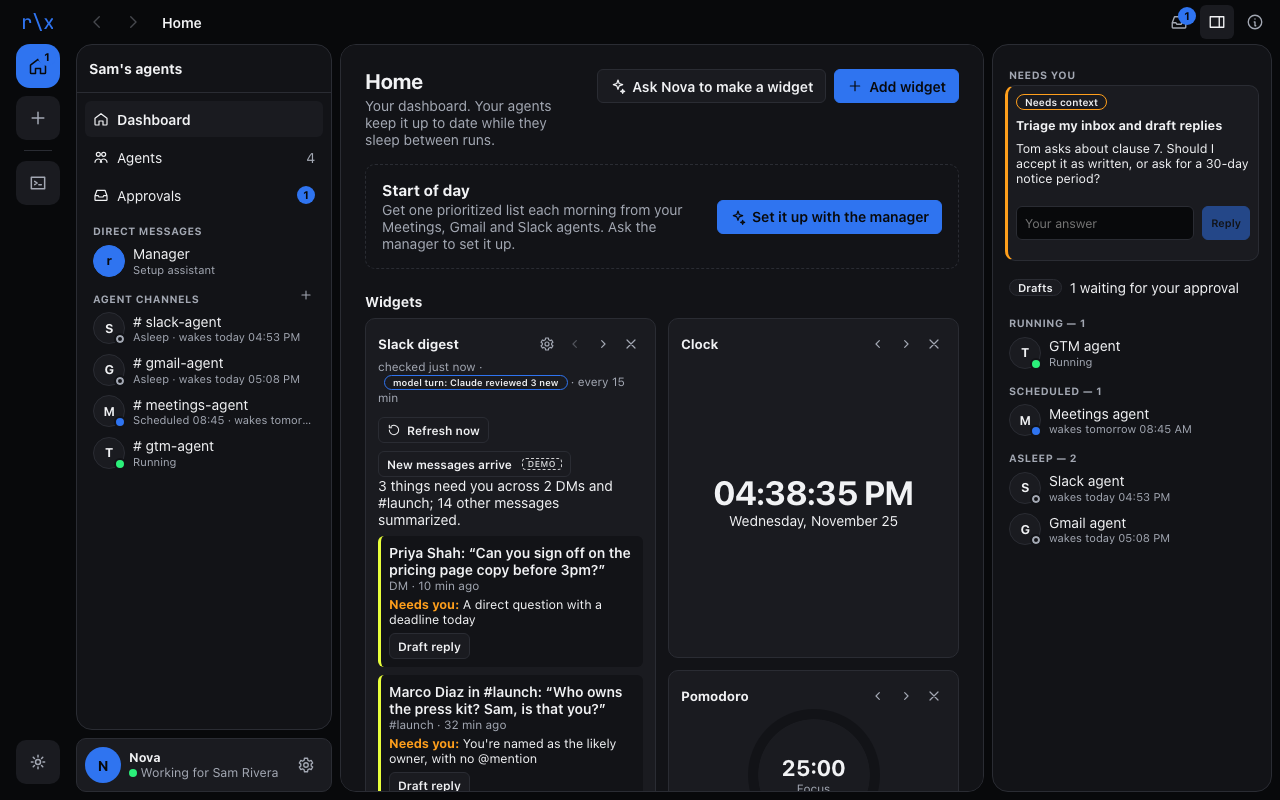 r\x
Home
1
1
Sam's agents
Dashboard
Agents
4
Approvals
1
DIRECT MESSAGES
r
Manager
Setup assistant
AGENT CHANNELS
S
# slack-agent
Asleep · wakes today 04:53 PM
G
# gmail-agent
Asleep · wakes today 05:08 PM
M
# meetings-agent
Scheduled 08:45 · wakes tomor...
T
# gtm-agent
Running
N
Nova
Working for Sam Rivera
Home
Your dashboard. Your agents
keep it up to date while they
sleep between runs.
Ask Nova to make a widget
Add widget
Start of day
Get one prioritized list each morning from your
Meetings, Gmail and Slack agents. Ask the
manager to set it up.
Set it up with the manager
Widgets
Slack digest
checked just now ·
model turn: Claude reviewed 3 new · every 15
min
Refresh now
New messages arrive DEMO
3 things need you across 2 DMs and
#launch; 14 other messages
summarized.
Priya Shah: “Can you sign off on the
pricing page copy before 3pm?”
DM · 10 min ago
Needs you: A direct question with a
deadline today
Draft reply
Marco Diaz in #launch: “Who owns
the press kit? Sam, is that you?”
#launch · 32 min ago
Needs you: You're named as the likely
owner, with no @mention
Draft reply
Clock
04:38:35 PM
Wednesday, November 25
Pomodoro
25:00
Focus
NEEDS YOU
Needs context
Triage my inbox and draft replies
Tom asks about clause 7. Should I
accept it as written, or ask for a 30-day
notice period?
Your answer
Reply
Drafts
1 waiting for your approval
RUNNING — 1
T
GTM agent
Running
SCHEDULED — 1
M
Meetings agent
wakes tomorrow 08:45 AM
ASLEEP — 2
S
Slack agent
wakes today 04:53 PM
G
Gmail agent
wakes today 05:08 PM